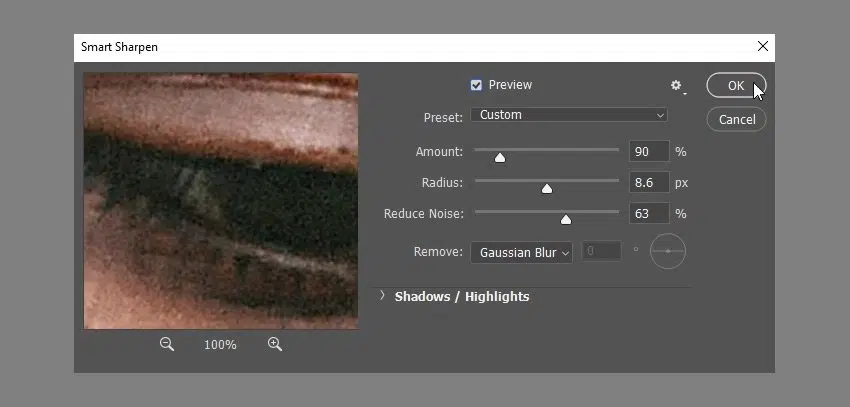 Smart Sharpen
Preview
OK
Preset: Custom
Cancel
Amount: 90 %
Radius: 8.6 px
Reduce Noise: 63 %
Remove: Gaussian Blur 0 °
Shadows / Highlights
100%